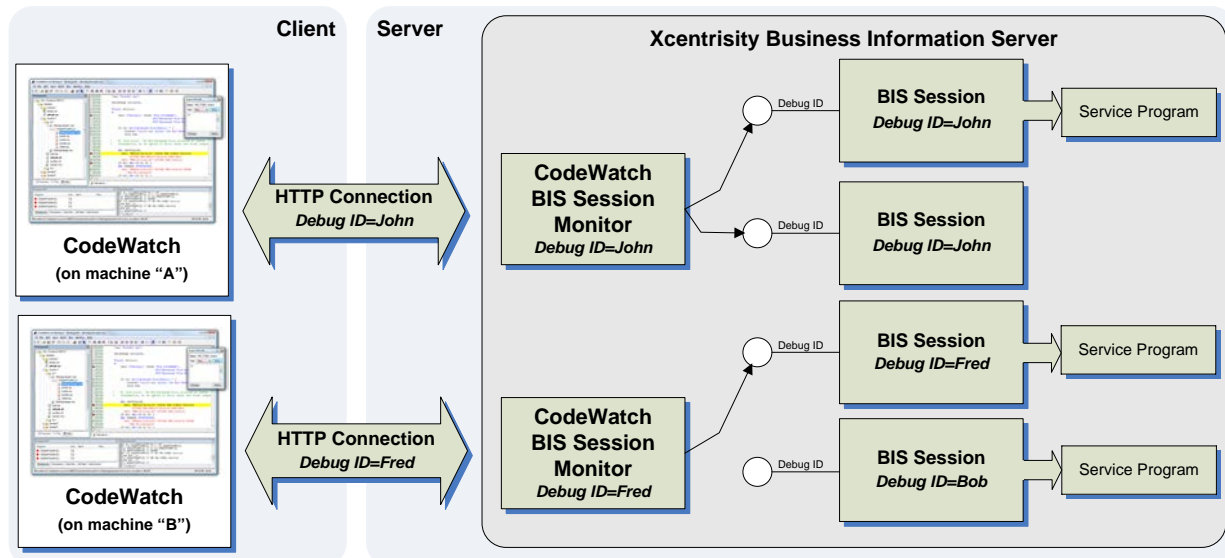 Client
Server
Xcentrisity Business Information Server
CodeWatch
(on machine “A”)
HTTP Connection
Debug ID=John
CodeWatch
BIS Session
Monitor
Debug ID=John
Debug ID
BIS Session
Debug ID=John
Service Program
Debug ID
BIS Session
Debug ID=John
CodeWatch
(on machine “B”)
HTTP Connection
Debug ID=Fred
CodeWatch
BIS Session
Monitor
Debug ID=Fred
Debug ID
BIS Session
Debug ID=Fred
Service Program
Debug ID
BIS Session
Debug ID=Bob
Service Program